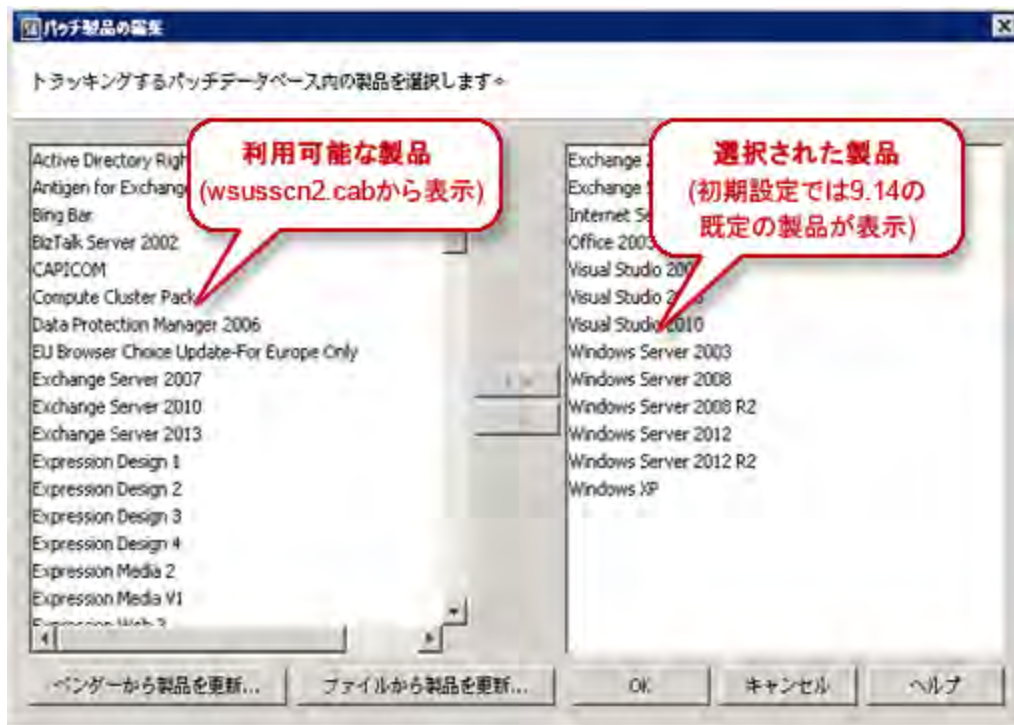 パッチ製品の編集
トラッキングするパッチデータベース内の製品を選択します。
利用可能な製品
(wsusscn2.cabから表示)
選択された製品
(初期設定では9.14の
既定の製品が表示)
Active Directory Righ
Antigen for Exchang
Bing Bar
BizTalk Server 2002
CAPICOM
Compute Cluster Pack
Data Protection Manager 2006
EU Browser Choice Update-For Europe Only
Exchange Server 2007
Exchange Server 2010
Exchange Server 2013
Expression Design 1
Expression Design 2
Expression Design 3
Expression Design 4
Expression Media 2
Expression Media V1
Expression Web 3
Exchange
Exchange
Internet Se
Office 2003
Visual Studio 200
Visual Studio
Visual Studio 2010
Windows Server 2003
Windows Server 2008
Windows Server 2008 R2
Windows Server 2012
Windows Server 2012 R2
Windows XP
ベンダーから製品を更新...
ファイルから製品を更新...
OK
キャンセル
ヘルプ